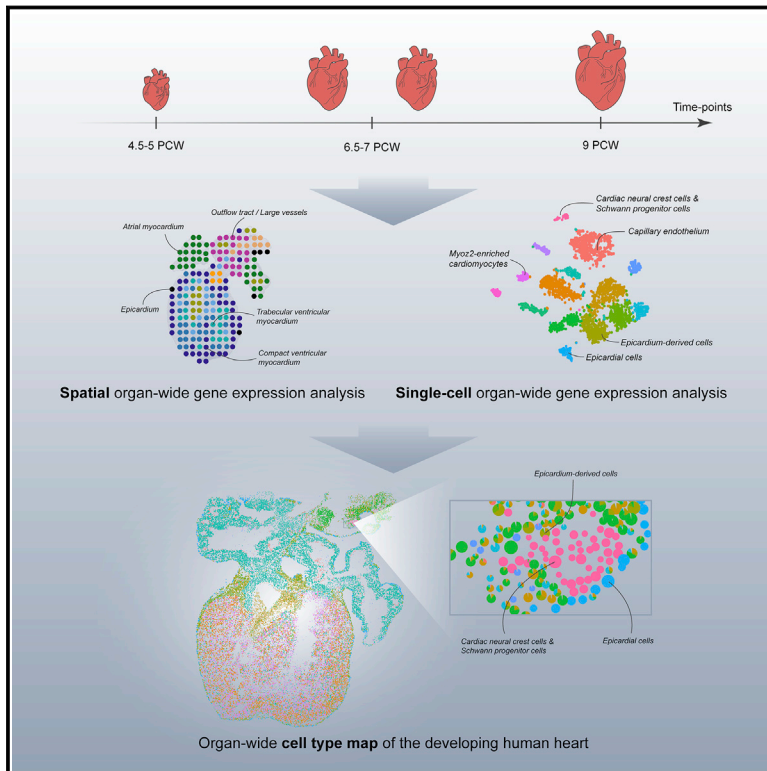 Time-points
4.5-5 PCW
6.5-7 PCW
9 PCW
Outflow tract / Large vessels
Atrial myocardium
Epicardium
Trabecular ventricular
myocardium
Compact ventricular
myocardium
Spatial organ-wide gene expression analysis
Cardiac neural crest cells &
Schwann progenitor cells
Capillary endothelium
Myoz2-enriched
cardiomyocytes
Epicardium-derived cells
Epicardial cells
Single-cell organ-wide gene expression analysis
Epicardium-derived cells
Cardiac neural crest cells &
Schwann progenitor cells
Epicardial cells
Organ-wide cell type map of the developing human heart